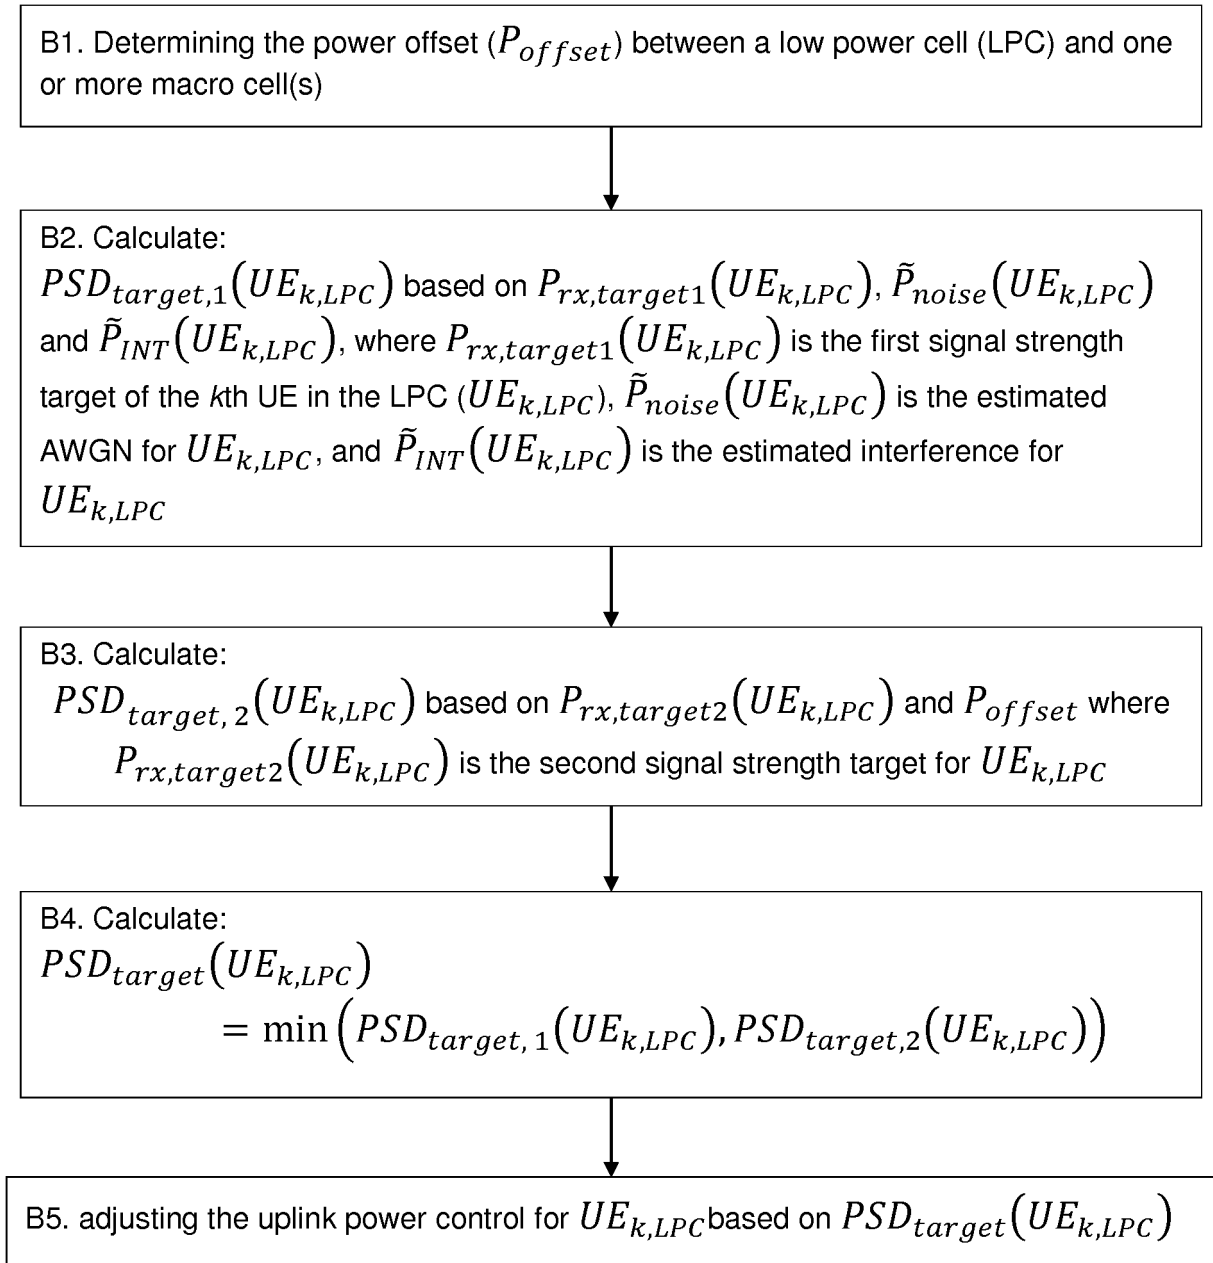 B1. Determining the power offset (P_offset) between a low power cell (LPC) and one
or more macro cell(s)
B2. Calculate:
PSD_target,1(UE_k,LPC) based on P_rx,target1(UE_k,LPC), P̃_noise(UE_k,LPC)
and P̃_INT(UE_k,LPC), where P_rx,target1(UE_k,LPC) is the first signal strength
target of the kth UE in the LPC (UE_k,LPC), P̃_noise(UE_k,LPC) is the estimated
AWGN for UE_k,LPC, and P̃_INT(UE_k,LPC) is the estimated interference for
UE_k,LPC
B3. Calculate:
PSD_target, 2(UE_k,LPC) based on P_rx,target2(UE_k,LPC) and P_offset where
P_rx,target2(UE_k,LPC) is the second signal strength target for UE_k,LPC
B4. Calculate:
PSD_target(UE_k,LPC)
= min(PSD_target, 1(UE_k,LPC), PSD_target,2(UE_k,LPC))
B5. adjusting the uplink power control for UE_k,LPC based on PSD_target(UE_k,LPC)